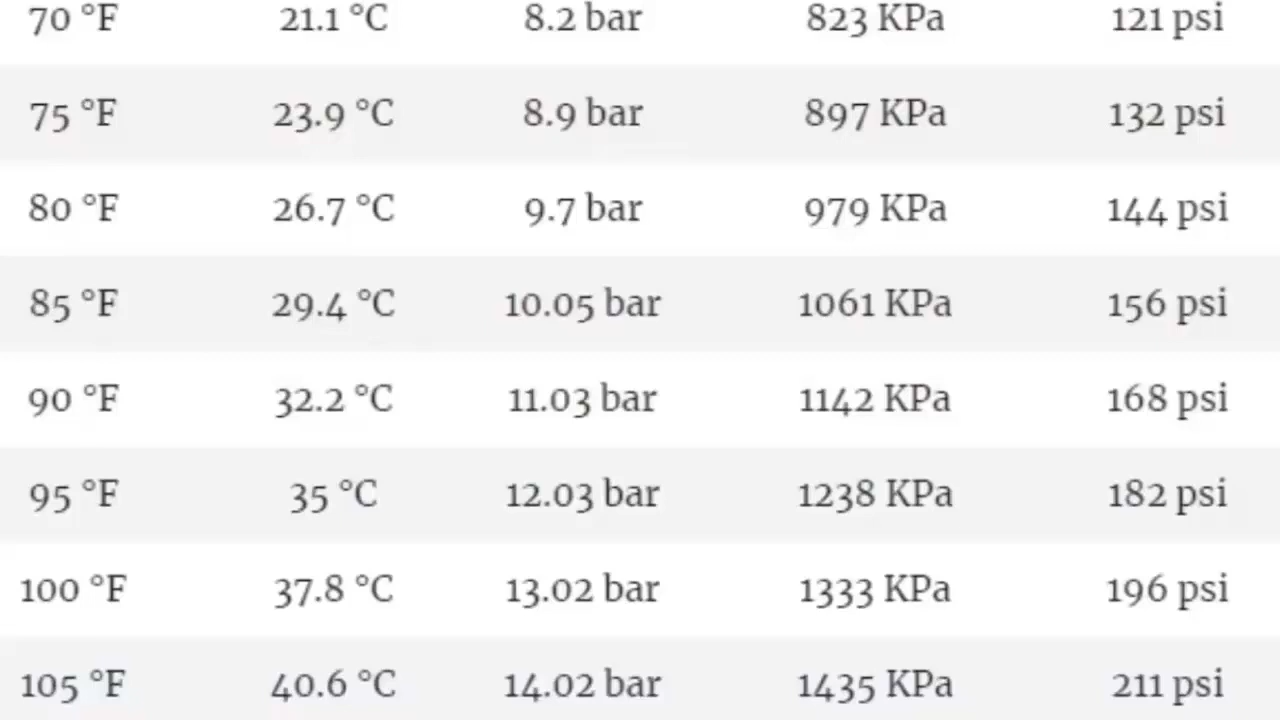 70 °F 21.1 °C 8.2 bar 823 KPa 121 psi
75 °F 23.9 °C 8.9 bar 897 KPa 132 psi
80 °F 26.7 °C 9.7 bar 979 KPa 144 psi
85 °F 29.4 °C 10.05 bar 1061 KPa 156 psi
90 °F 32.2 °C 11.03 bar 1142 KPa 168 psi
95 °F 35 °C 12.03 bar 1238 KPa 182 psi
100 °F 37.8 °C 13.02 bar 1333 KPa 196 psi
105 °F 40.6 °C 14.02 bar 1435 KPa 211 psi